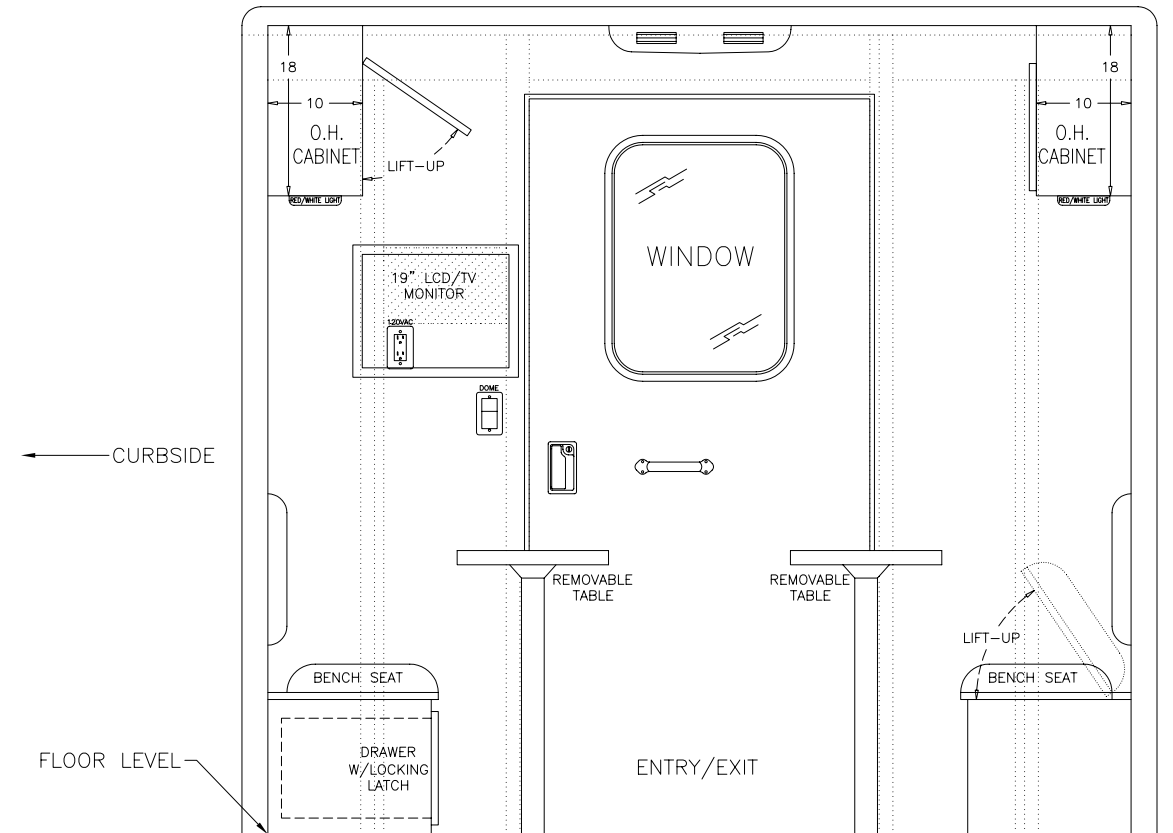 18
10
O.H.
CABINET
LIFT-UP
RED/WHITE LIGHT
18
10
O.H.
CABINET
RED/WHITE LIGHT
WINDOW
19" LCD/TV
MONITOR
120VAC
DOME
CURBSIDE
REMOVABLE
TABLE
REMOVABLE
TABLE
LIFT-UP
BENCH SEAT
BENCH SEAT
FLOOR LEVEL
DRAWER
W/LOCKING
LATCH
ENTRY/EXIT